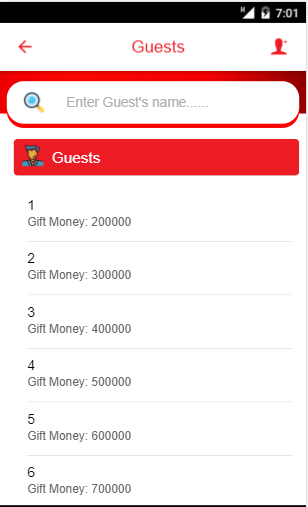 H 7:01
Guests
Enter Guest's name......
Guests
1
Gift Money: 200000
2
Gift Money: 300000
3
Gift Money: 400000
4
Gift Money: 500000
5
Gift Money: 600000
6
Gift Money: 700000